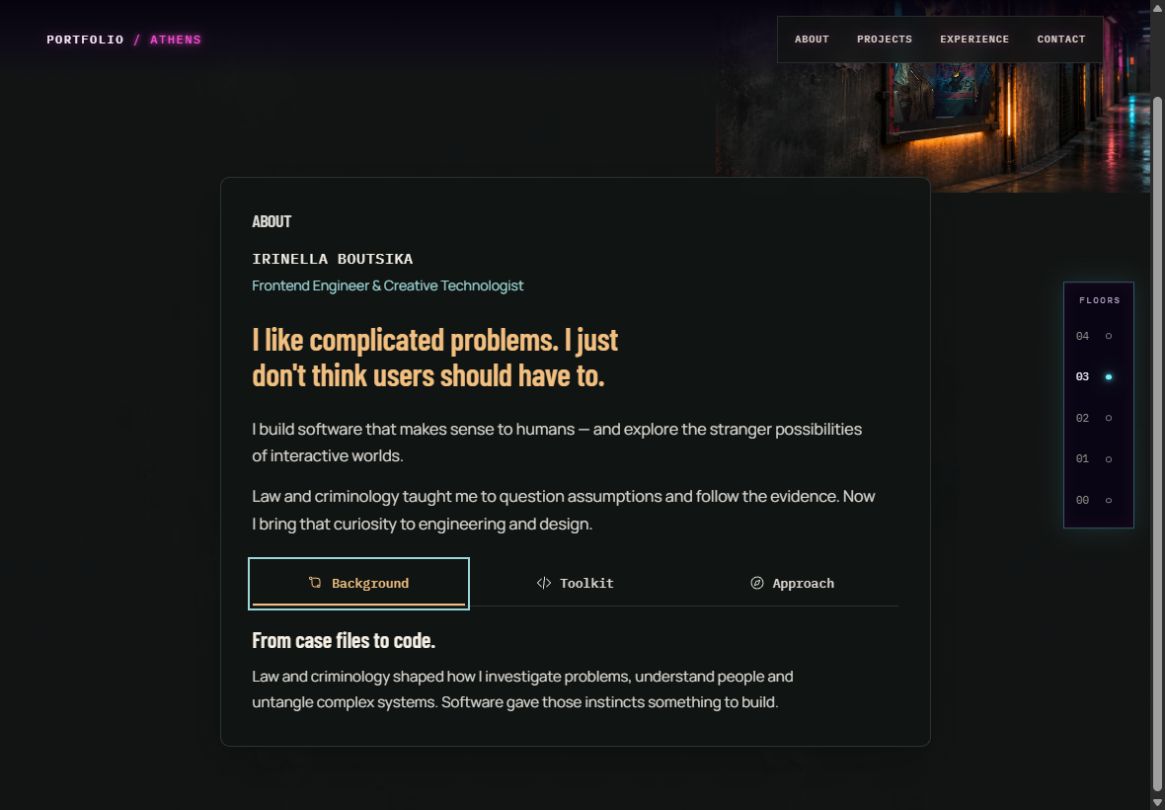 PORTFOLIO / ATHENS
ABOUT PROJECTS EXPERIENCE CONTACT
ABOUT
IRINELLA BOUTSIKA
Frontend Engineer & Creative Technologist
I like complicated problems. I just
don't think users should have to.
I build software that makes sense to humans — and explore the stranger possibilities
of interactive worlds.
Law and criminology taught me to question assumptions and follow the evidence. Now
I bring that curiosity to engineering and design.
Background Toolkit Approach
From case files to code.
Law and criminology shaped how I investigate problems, understand people and
untangle complex systems. Software gave those instincts something to build.
FLOORS
04
03
02
01
00